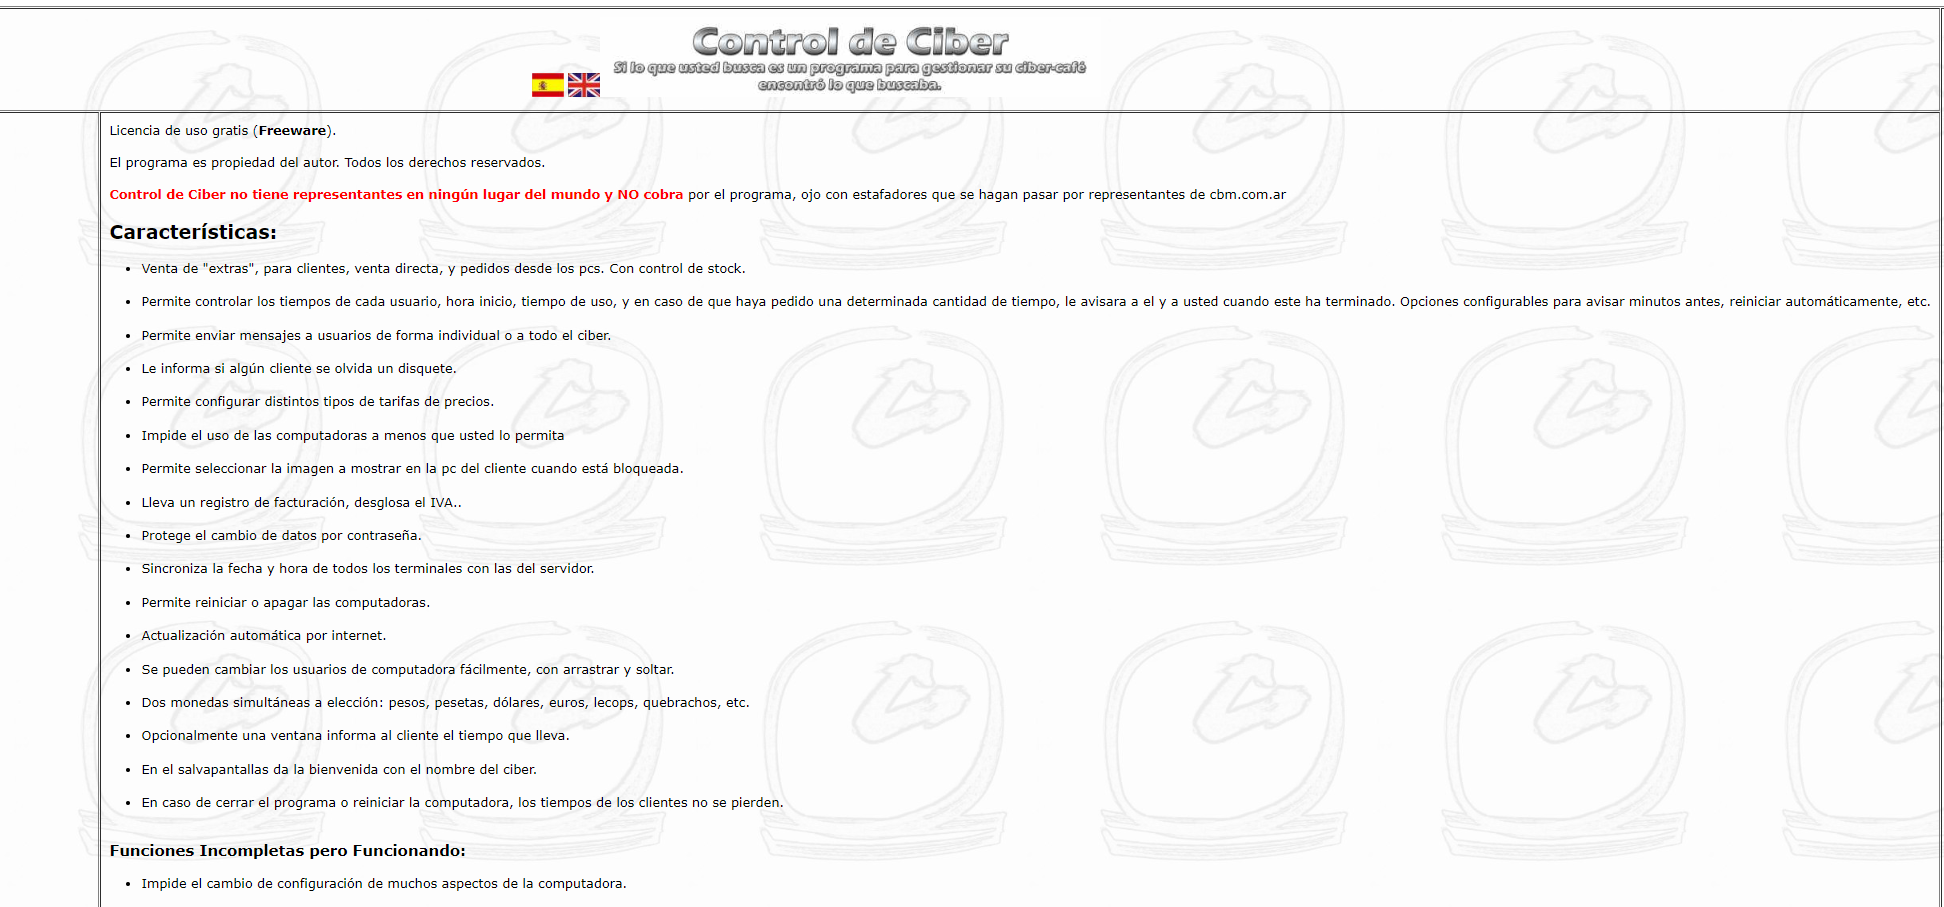 Control de Ciber
Si lo que usted busca es un programa para gestionar su ciber-café
encontró lo que buscaba.
Licencia de uso gratis (Freeware).
El programa es propiedad del autor. Todos los derechos reservados.
Control de Ciber no tiene representantes en ningún lugar del mundo y NO cobra por el programa, ojo con estafadores que se hagan pasar por representantes de cbm.com.ar
Características:
• Venta de "extras", para clientes, venta directa, y pedidos desde los pcs. Con control de stock.
• Permite controlar los tiempos de cada usuario, hora inicio, tiempo de uso, y en caso de que haya pedido una determinada cantidad de tiempo, le avisara a el y a usted cuando este ha terminado. Opciones configurables para avisar minutos antes, reiniciar automáticamente, etc.
• Permite enviar mensajes a usuarios de forma individual o a todo el ciber.
• Le informa si algún cliente se olvida un disquete.
• Permite configurar distintos tipos de tarifas de precios.
• Impide el uso de las computadoras a menos que usted lo permita
• Permite seleccionar la imagen a mostrar en la pc del cliente cuando está bloqueada.
• Lleva un registro de facturación, desglosa el IVA..
• Protege el cambio de datos por contraseña.
• Sincroniza la fecha y hora de todos los terminales con las del servidor.
• Permite reiniciar o apagar las computadoras.
• Actualización automática por internet.
• Se pueden cambiar los usuarios de computadora fácilmente, con arrastrar y soltar.
• Dos monedas simultáneas a elección: pesos, pesetas, dólares, euros, lecops, quebrachos, etc.
• Opcionalmente una ventana informa al cliente el tiempo que lleva.
• En el salvapantallas da la bienvenida con el nombre del ciber.
• En caso de cerrar el programa o reiniciar la computadora, los tiempos de los clientes no se pierden.
Funciones Incompletas pero Funcionando:
• Impide el cambio de configuración de muchos aspectos de la computadora.